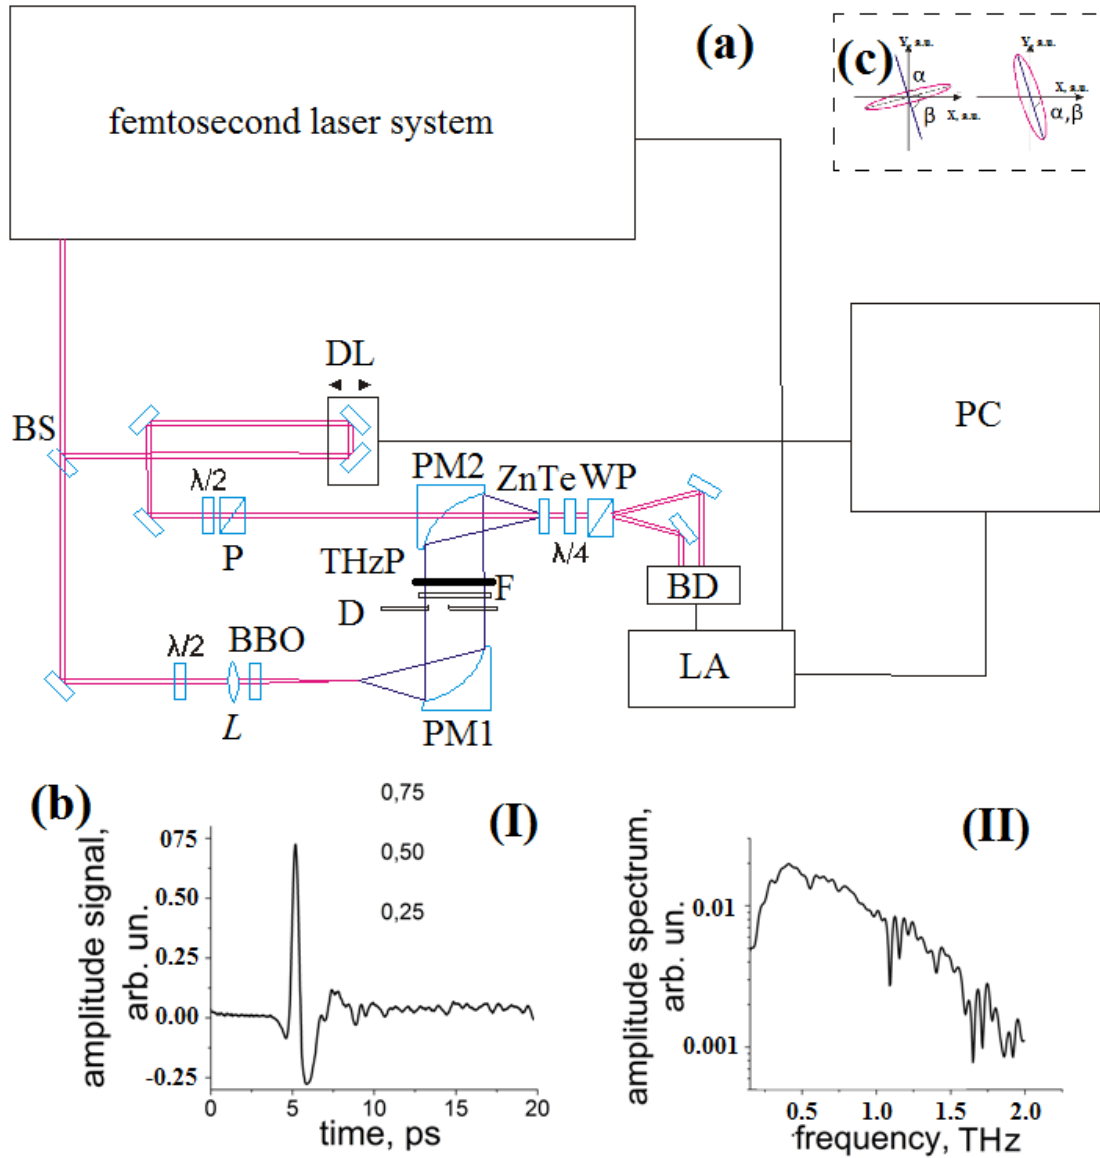 (a)
femtosecond laser system
(c)
Y, a.u.
α
β
X, a.u.
Y, a.u.
X, a.u.
α,β
DL
BS
PC
λ/2
P
PM2
ZnTe
WP
λ/4
THzP
F
D
BD
λ/2
BBO
L
PM1
LA
(b)
(I)
0,75
0,50
0,25
amplitude signal,
arb. un.
075
0.50
0.25
0.00
-0.25
0
5
10
15
20
time, ps
(II)
amplitude spectrum,
arb. un.
0.01
0.001
0.5
1.0
1.5
2.0
frequency, THz